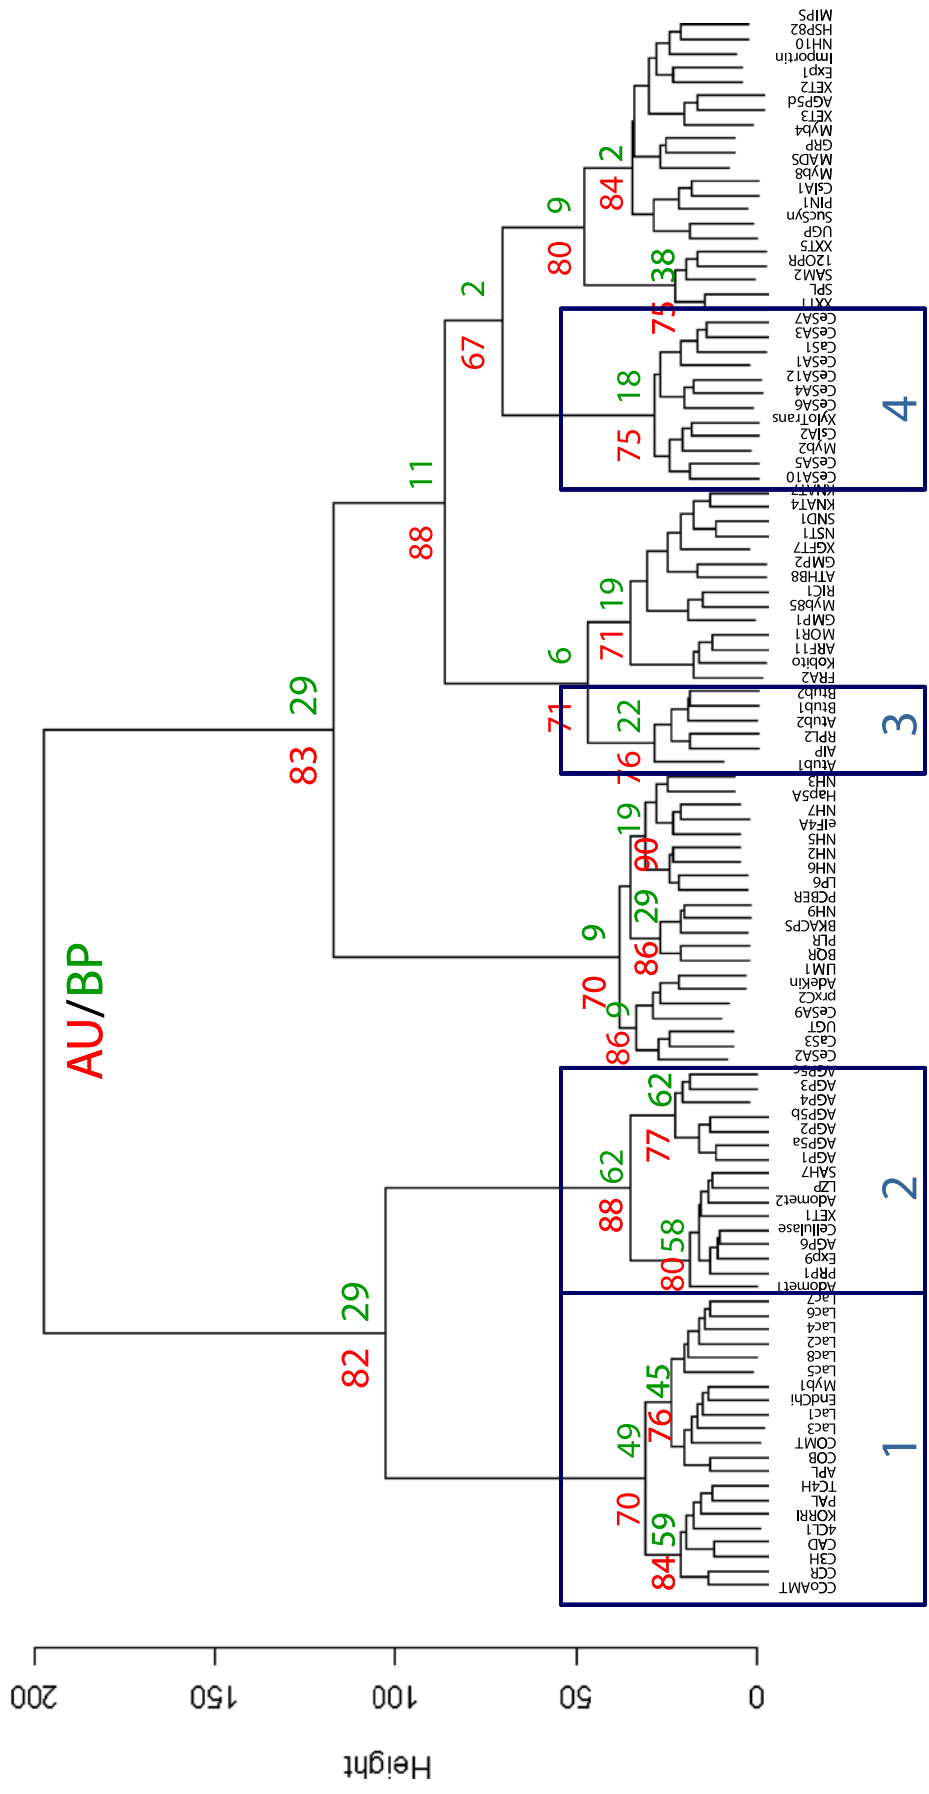 AU/BP
29
83
29
82
11
88
2
67
9
80
2
84
38
75
18
75
6
71
19
71
22
76
9
70
19
90
29
86
9
86
62
88
62
77
58
80
49
70
45
76
59
84
MIPS
HSP82
NH10
Importin
Exp1
XET2
AGP5d
XET3
Myb4
GRP
MADS
Myb8
CslA1
PIN1
SucSyn
UGP
XXT5
12OPR
SAM2
SPL
XXT1
CeSA7
CeSA3
CaS1
CeSA1
CeSA12
CeSA4
CeSA6
XyloTrans
CslA2
Myb2
CeSA5
CeSA10
KNAT7
KNAT4
SND1
NST1
XGFT7
GMP2
ATHB8
RIC1
Myb85
GMP1
MOR1
ARF11
Kobito
FRA2
Btub2
Btub1
Atub2
RPL2
AIP
Atub1
NH3
Hap5A
NH7
eIF4A
NH5
NH2
NH6
LP6
PCBER
NH9
BKACPS
PLR
BQR
LIM1
AdeKin
prxC2
CeSA9
UGT
CaS3
CeSA2
AGP5c
AGP3
AGP4
AGP5b
AGP2
AGP5a
AGP1
SAH7
LZP
Adomet2
XET1
Cellulase
AGP6
Exp9
PRP1
Adomet1
Lac7
Lac6
Lac4
Lac2
Lac8
Lac5
Myb1
EndChi
Lac1
Lac3
COMT
COB
APL
TC4H
PAL
KORRI
4CL1
CAD
C3H
CCR
CCoAMT
4
3
2
1
200
150
100
50
0
Height